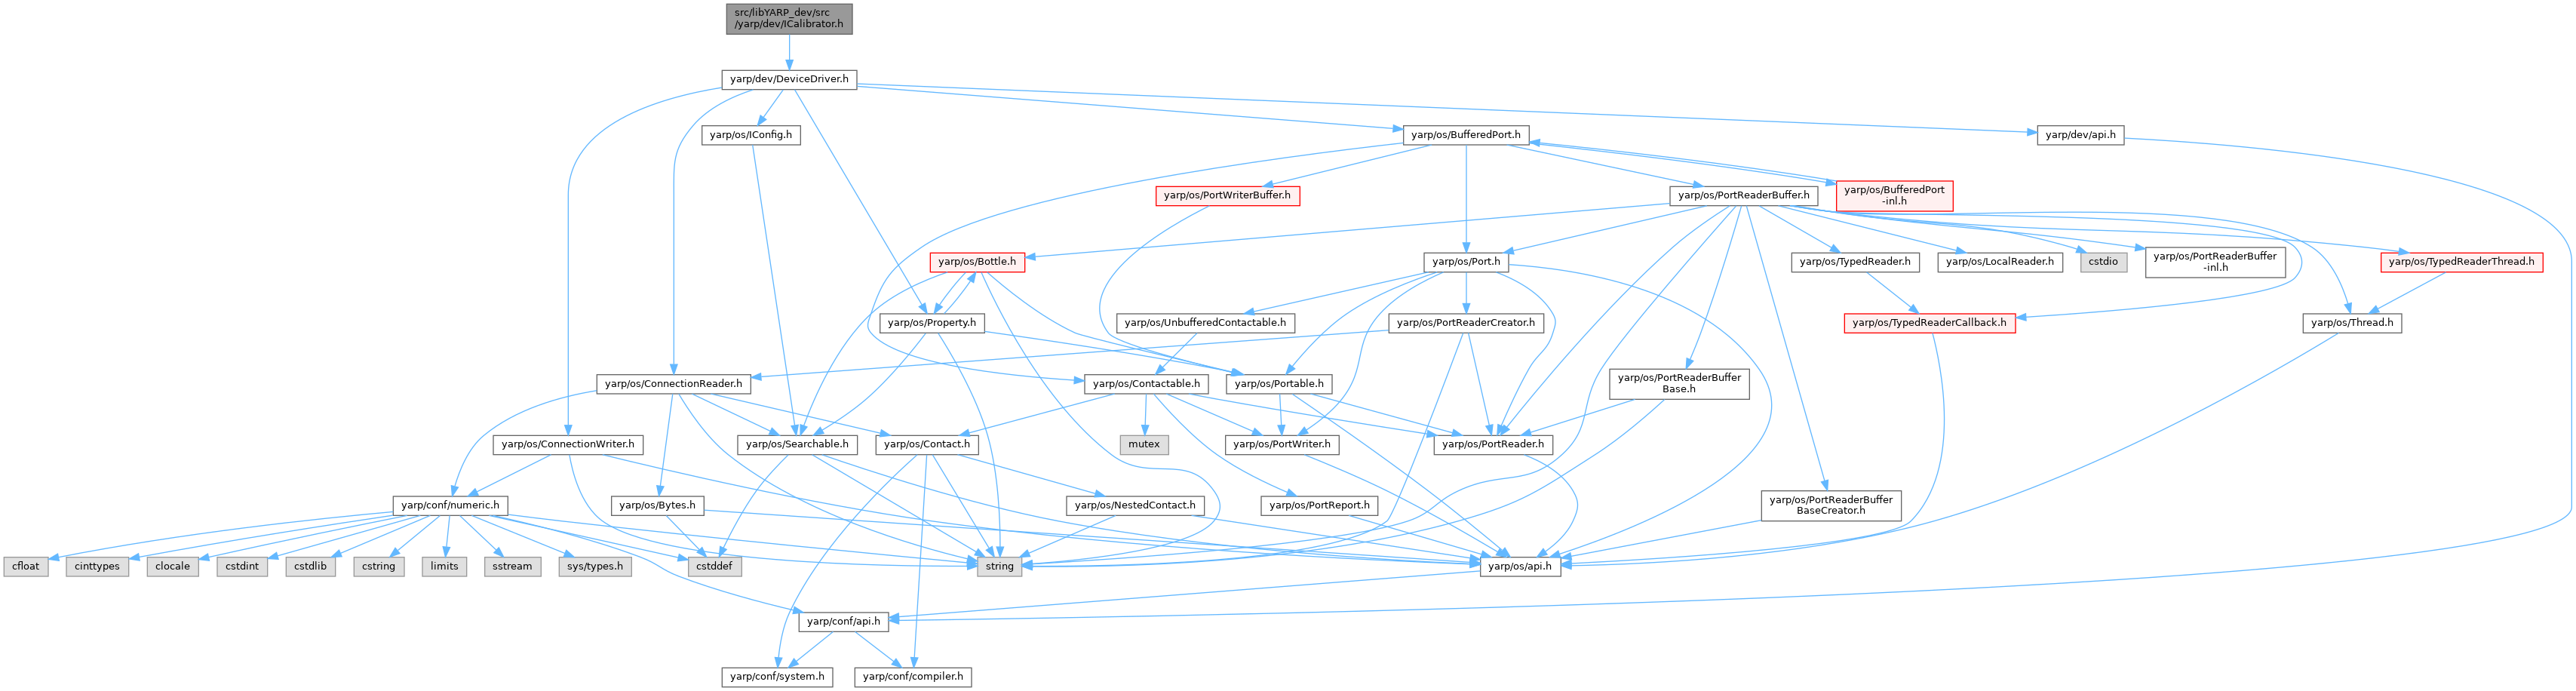 src/libYARP_dev/src
/yarp/dev/ICalibrator.h
yarp/dev/DeviceDriver.h
yarp/os/IConfig.h
yarp/os/BufferedPort.h
yarp/dev/api.h
yarp/os/PortWriterBuffer.h
yarp/os/PortReaderBuffer.h
yarp/os/BufferedPort
-inl.h
yarp/os/Bottle.h
yarp/os/Port.h
yarp/os/TypedReader.h
yarp/os/LocalReader.h
cstdio
yarp/os/PortReaderBuffer
-inl.h
yarp/os/TypedReaderThread.h
yarp/os/Property.h
yarp/os/UnbufferedContactable.h
yarp/os/PortReaderCreator.h
yarp/os/TypedReaderCallback.h
yarp/os/Thread.h
yarp/os/ConnectionReader.h
yarp/os/Contactable.h
yarp/os/Portable.h
yarp/os/PortReaderBuffer
Base.h
yarp/os/ConnectionWriter.h
yarp/os/Searchable.h
yarp/os/Contact.h
mutex
yarp/os/PortWriter.h
yarp/os/PortReader.h
yarp/conf/numeric.h
yarp/os/Bytes.h
yarp/os/NestedContact.h
yarp/os/PortReport.h
yarp/os/PortReaderBuffer
BaseCreator.h
cfloat
cinttypes
clocale
cstdint
cstdlib
cstring
limits
sstream
sys/types.h
cstddef
string
yarp/os/api.h
yarp/conf/api.h
yarp/conf/system.h
yarp/conf/compiler.h